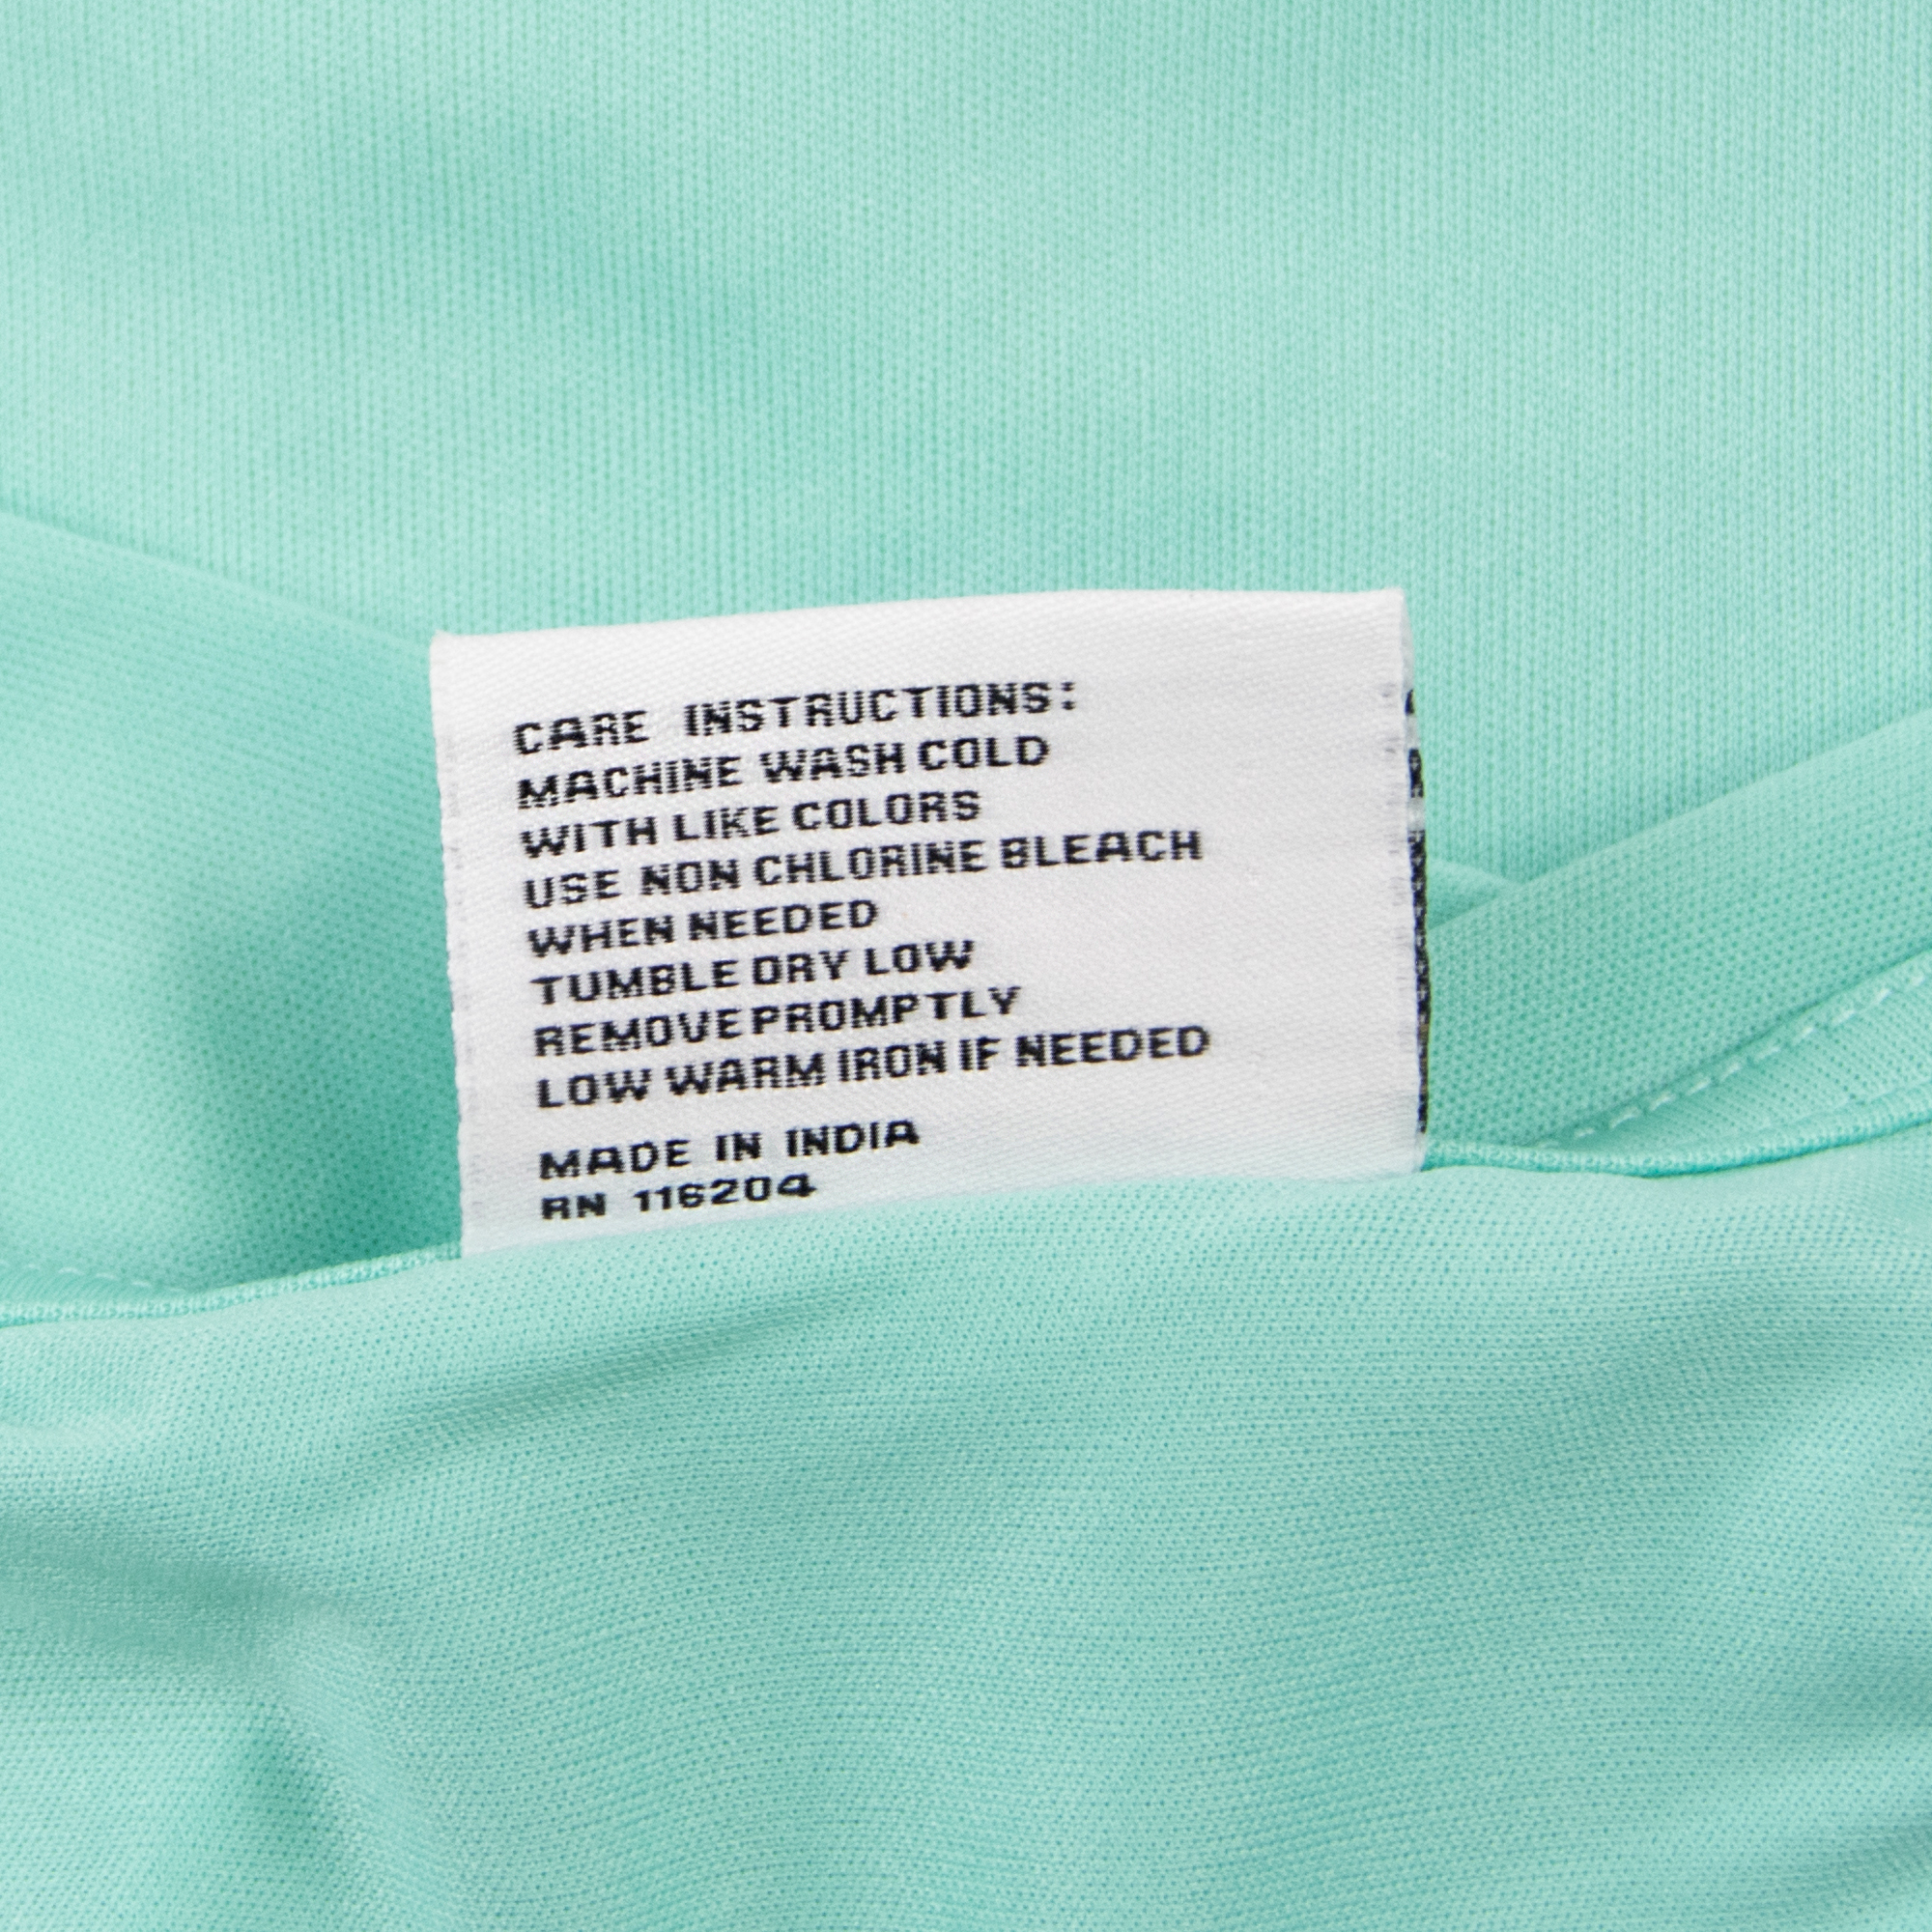 CARE INSTRUCTIONS:
MACHINE WASH COLD
WITH LIKE COLORS
USE NON CHLORINE BLEACH
WHEN NEEDED
TUMBLE DRY LOW
REMOVE PROMPTLY
LOW WARM IRON IF NEEDED
MADE IN INDIA
RN 116204